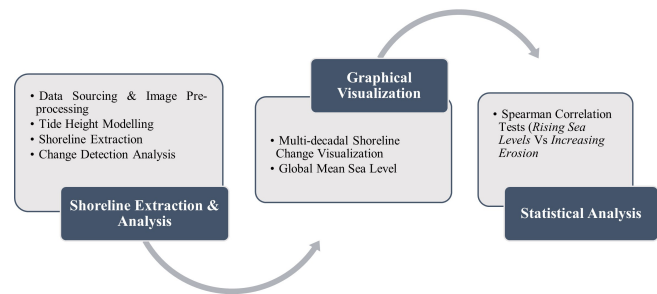 • Data Sourcing & Image Pre-
processing
• Tide Height Modelling
• Shoreline Extraction
• Change Detection Analysis
Shoreline Extraction &
Analysis
Graphical
Visualization
• Multi-decadal Shoreline
Change Visualization
• Global Mean Sea Level
• Spearman Correlation
Tests (Rising Sea
Levels Vs Increasing
Erosion
Statistical Analysis